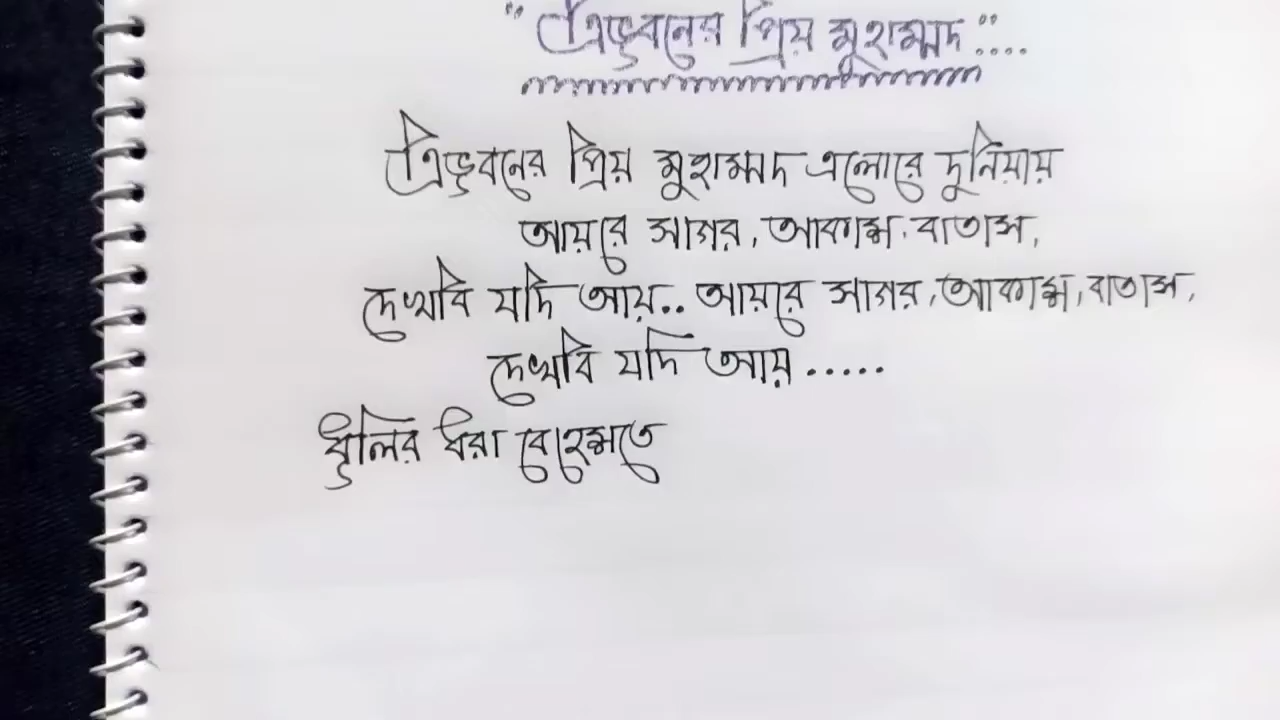 "ত্রিভূবনের প্রিয় মুহাম্মদ"....
ত্রিভূবনের প্রিয় মুহাম্মদ এলোরে দুনিয়ায়
আয়রে সাগর, আকাশ, বাতাস,
দেখবি যদি আয়.. আয়রে সাগর, আকাশ, বাতাস,
দেখবি যদি আয়.....
ধূলির ধরা বেহেশতে